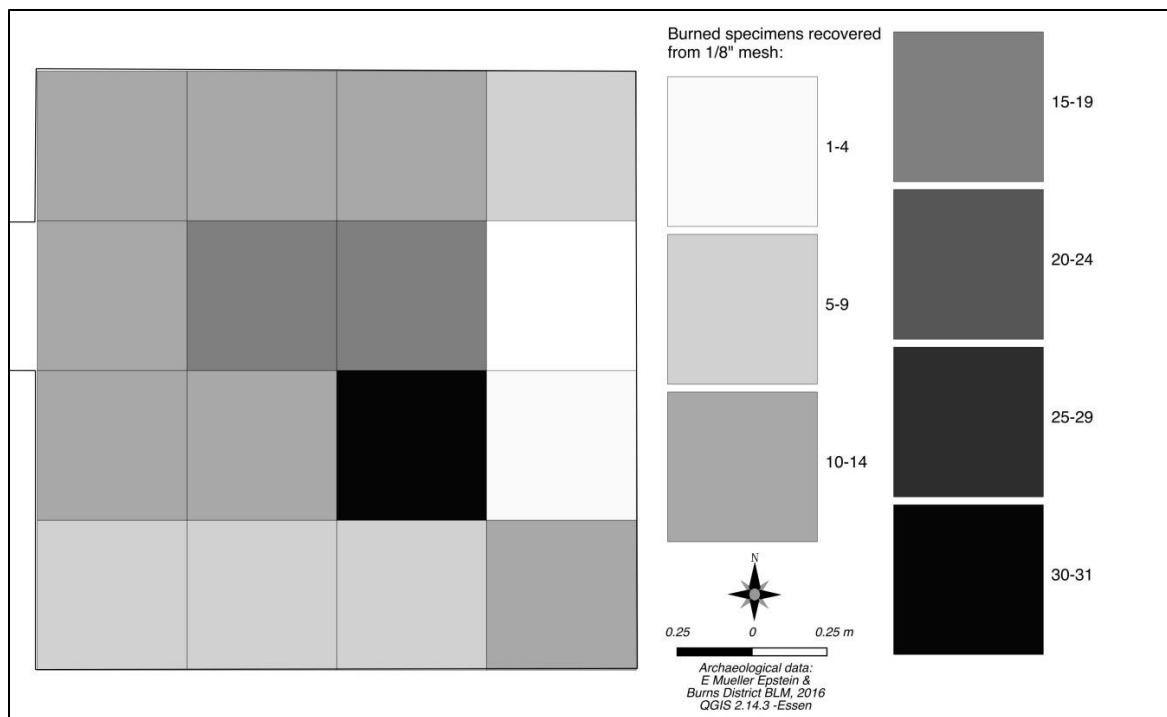 Burned specimens recovered
from 1/8" mesh:
1-4
5-9
10-14
15-19
20-24
25-29
30-31
N
0.25 0 0.25 m
Archaeological data:
E Mueller Epstein &
Burns District BLM, 2016
QGIS 2.14.3 -Essen